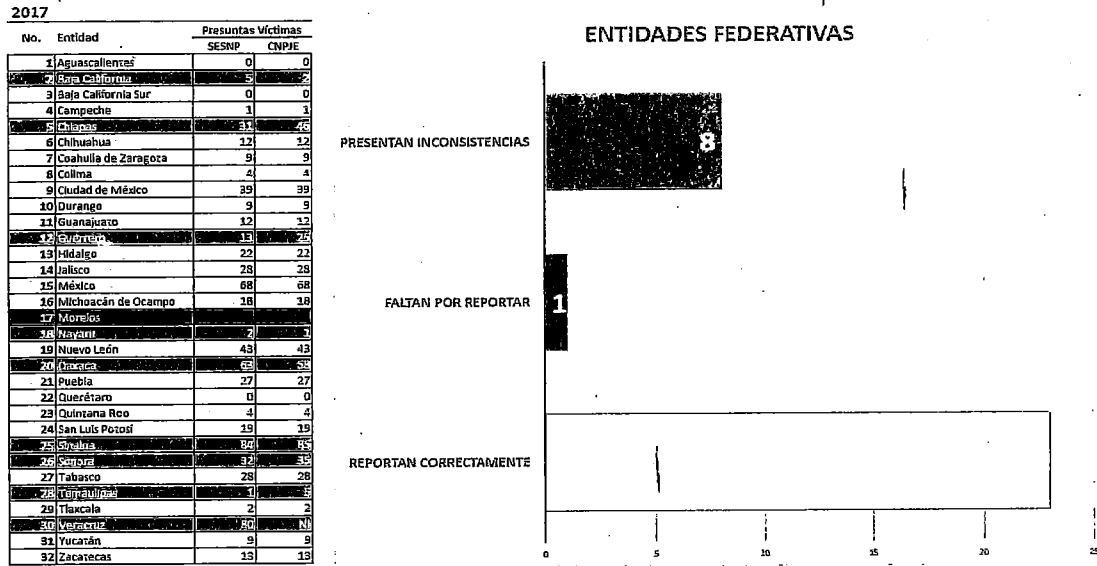 2017
No. Entidad Presuntas Víctimas
SESNP CNPJE
1 Aguascalientes 0 0
2 Baja California 5 2
3 Baja California Sur 0 0
4 Campeche 1 1
5 Chiapas 31 46
6 Chihuahua 12 12
7 Coahuila de Zaragoza 9 9
8 Colima 4 4
9 Ciudad de México 39 39
10 Durango 9 9
11 Guanajuato 12 12
12 Guerrero 13 25
13 Hidalgo 22 22
14 Jalisco 28 28
15 México 68 68
16 Michoacán de Ocampo 18 18
17 Morelos
18 Nayarit 2 1
19 Nuevo León 43 43
20 Oaxaca
21 Puebla 27 27
22 Querétaro 0 0
23 Quintana Roo 4 4
24 San Luis Potosí 19 19
25 Sinaloa 84 85
26 Sonora 32 35
27 Tabasco 28 28
28 Tamaulipas 1
29 Tlaxcala 2 2
30 Veracruz 80 NI
31 Yucatán 9 9
32 Zacatecas 13 13
ENTIDADES FEDERATIVAS
PRESENTAN INCONSISTENCIAS 8
FALTAN POR REPORTAR 1
REPORTAN CORRECTAMENTE
0 5 10 15 20 25